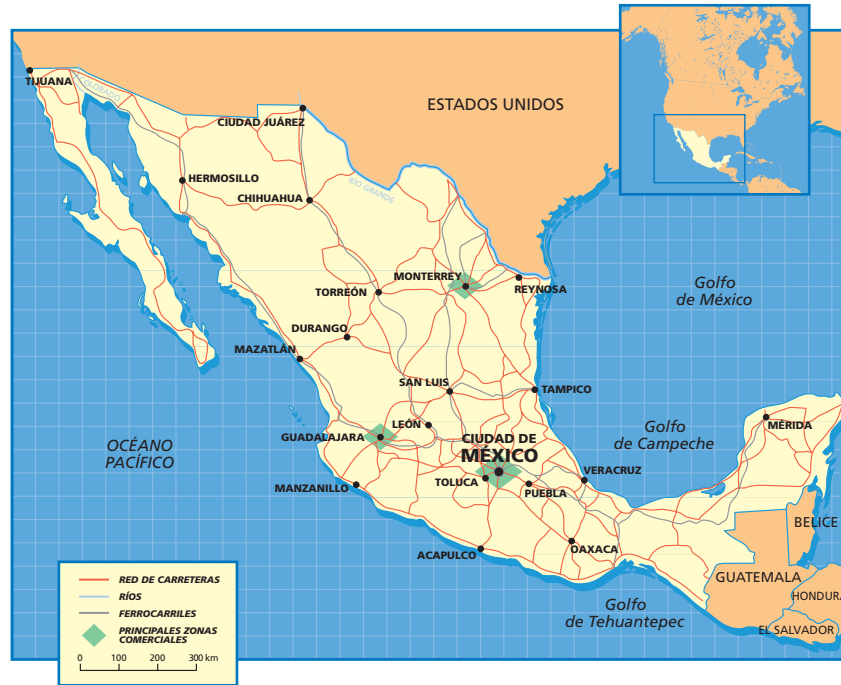 TIJUANA
COLORADO
CIUDAD JUÁREZ
ESTADOS UNIDOS
HERMOSILLO
CHIHUAHUA
RÍO GRANDE
MONTERREY
REYNOSA
TORREÓN
Golfo
de México
DURANGO
MAZATLÁN
SAN LUIS
TAMPICO
LEÓN
GUADALAJARA
CIUDAD DE
MÉXICO
Golfo
de Campeche
MÉRIDA
OCÉANO
PACÍFICO
MANZANILLO
TOLUCA
PUEBLA
VERACRUZ
BELICE
ACAPULCO
OAXACA
GUATEMALA
HONDURA
EL SALVADOR
Golfo
de Tehuantepec
RED DE CARRETERAS
RÍOS
FERROCARRILES
PRINCIPALES ZONAS
COMERCIALES
0 100 200 300 km